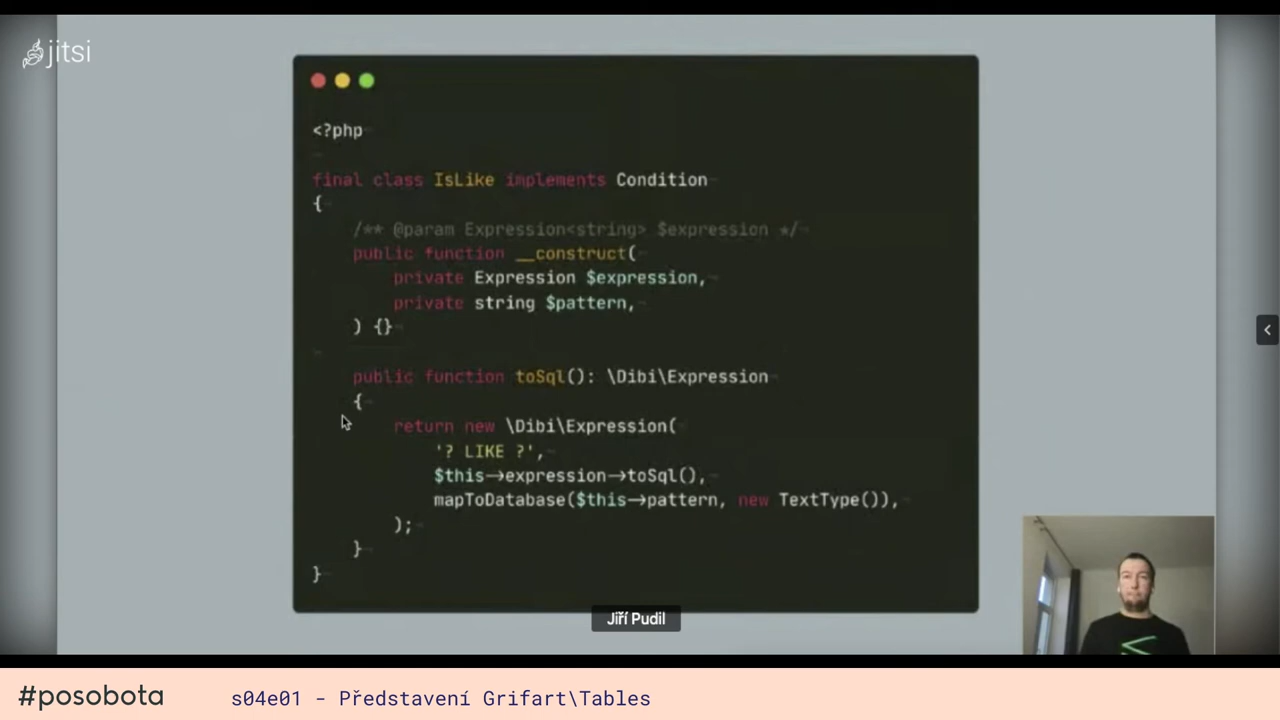 jitsi
<?php
final class IsLike implements Condition
{
/** @param Expression<string> $expression */
public function __construct(
private Expression $expression,
private string $pattern,
) {}
public function toSql(): \Dibi\Expression
{
return new \Dibi\Expression(
'? LIKE ?',
$this→expression→toSql(),
mapToDatabase($this→pattern, new TextType()),
);
}
}
Jiří Pudil
#posobota s04e01 - Představení Grifart\Tables